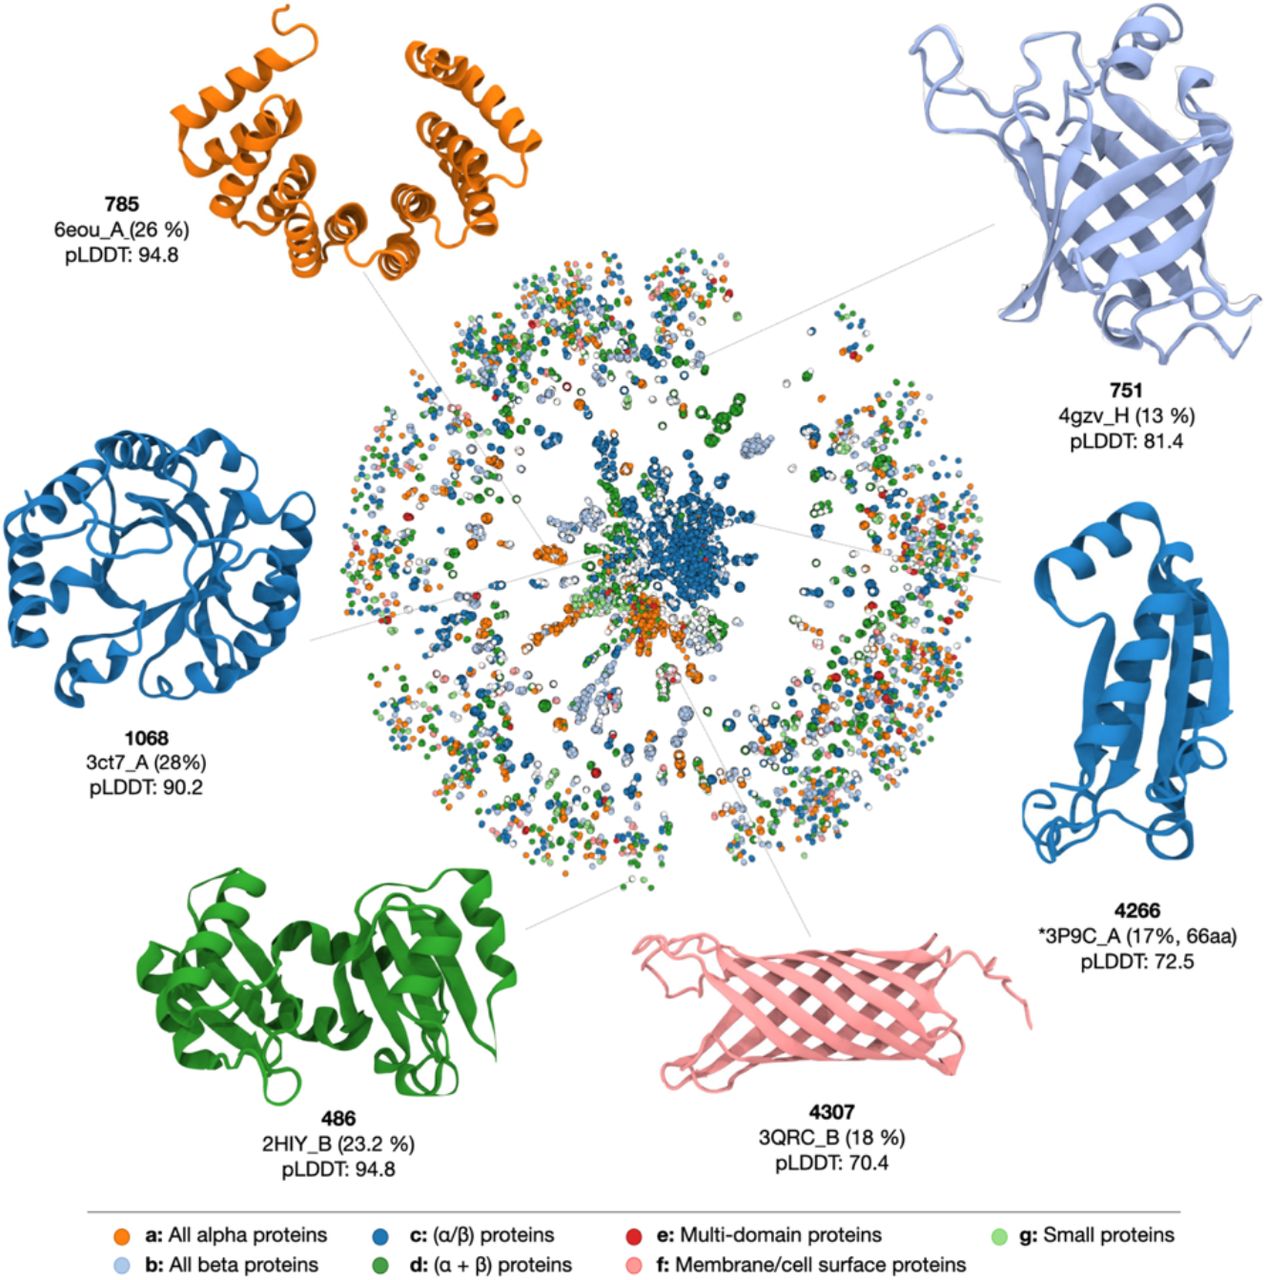 785
6eou_A (26 %)
pLDDT: 94.8
751
4gzv_H (13 %)
pLDDT: 81.4
1068
3ct7_A (28%)
pLDDT: 90.2
4266
*3P9C_A (17%, 66aa)
pLDDT: 72.5
486
2HIY_B (23.2 %)
pLDDT: 94.8
4307
3QRC_B (18 %)
pLDDT: 70.4
a: All alpha proteins
b: All beta proteins
c: (α/β) proteins
d: (α + β) proteins
e: Multi-domain proteins
f: Membrane/cell surface proteins
g: Small proteins